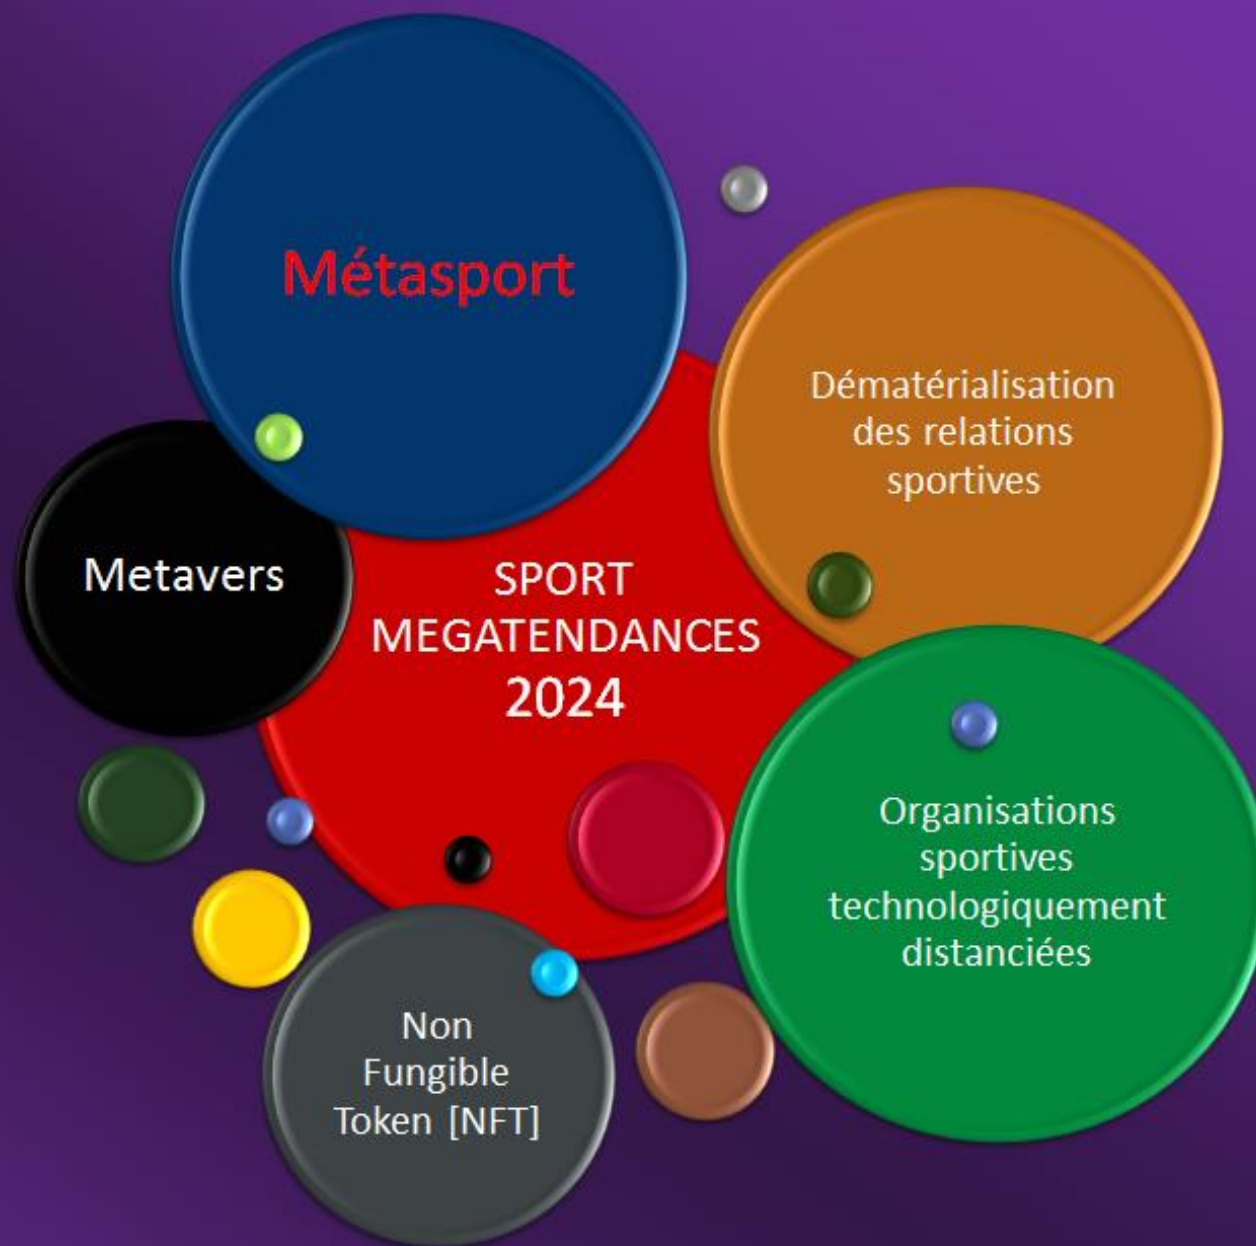 Métasport
Dématérialisation
des relations
sportives
Metavers
SPORT
MEGATENDANCES
2024
Organisations
sportives
technologiquement
distanciées
Non
Fungible
Token [NFT]